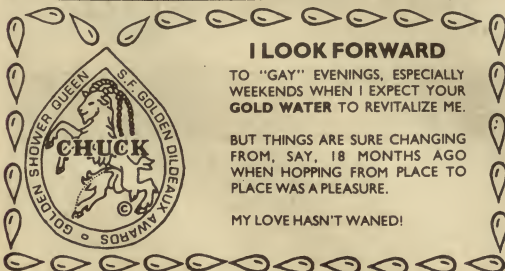 GOLDEN SHOWER QUEEN
S.F. GOLDEN DILDEAUX AWARDS
CHUCK
©
I LOOK FORWARD
TO "GAY" EVENINGS, ESPECIALLY
WEEKENDS WHEN I EXPECT YOUR
GOLD WATER TO REVITALIZE ME.
BUT THINGS ARE SURE CHANGING
FROM, SAY, 18 MONTHS AGO
WHEN HOPPING FROM PLACE TO
PLACE WAS A PLEASURE.
MY LOVE HASN'T WANED!